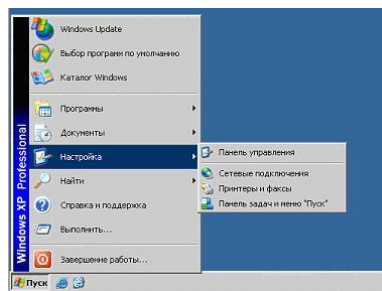 Windows Update
Выбор программ по умолчанию
Каталог Windows
Программы
Документы
Настройка
Найти
Справка и поддержка
Выполнить...
Завершение работы...
Windows XP Professional
Панель управления
Сетевые подключения
Принтеры и факсы
Панель задач и меню "Пуск"
Пуск